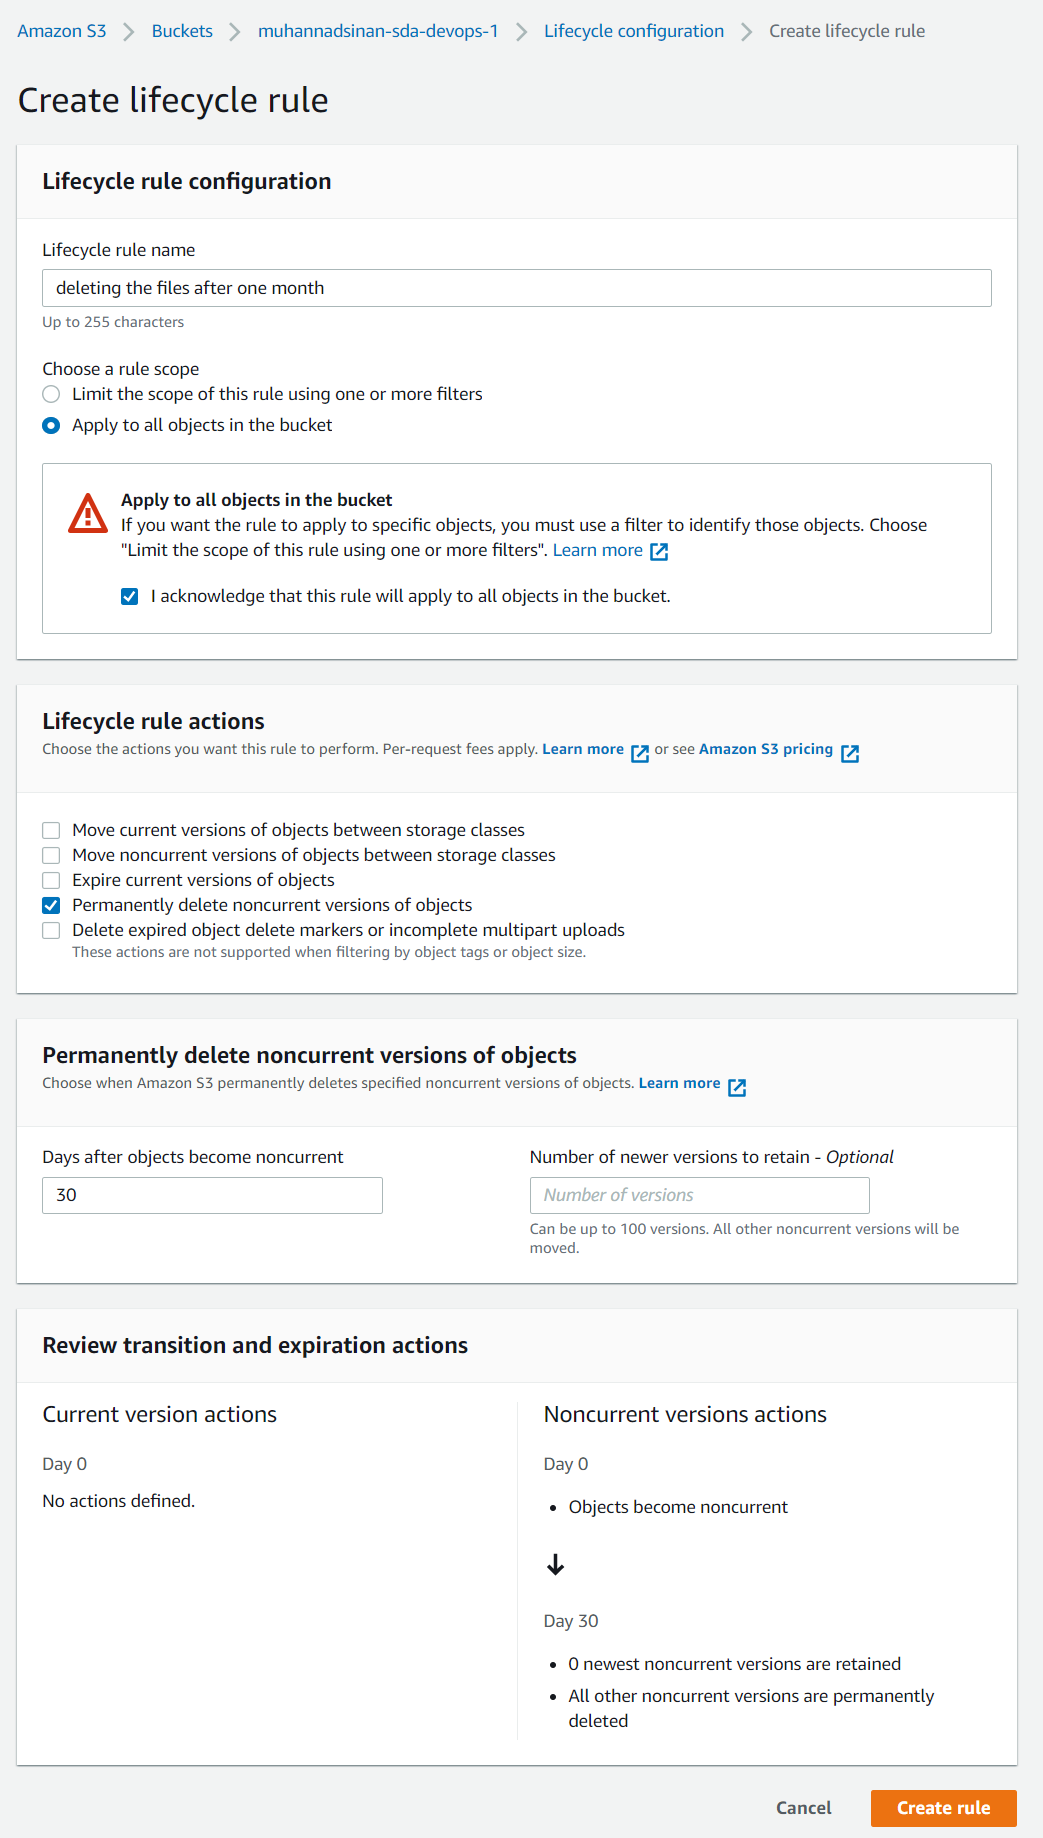 Amazon S3 > Buckets > muhannadsinan-sda-devops-1 > Lifecycle configuration > Create lifecycle rule
Create lifecycle rule
Lifecycle rule configuration
Lifecycle rule name
deleting the files after one month
Up to 255 characters
Choose a rule scope
Limit the scope of this rule using one or more filters
Apply to all objects in the bucket
Apply to all objects in the bucket
If you want the rule to apply to specific objects, you must use a filter to identify those objects. Choose
"Limit the scope of this rule using one or more filters". Learn more
I acknowledge that this rule will apply to all objects in the bucket.
Lifecycle rule actions
Choose the actions you want this rule to perform. Per-request fees apply. Learn more or see Amazon S3 pricing
Move current versions of objects between storage classes
Move noncurrent versions of objects between storage classes
Expire current versions of objects
Permanently delete noncurrent versions of objects
Delete expired object delete markers or incomplete multipart uploads
These actions are not supported when filtering by object tags or object size.
Permanently delete noncurrent versions of objects
Choose when Amazon S3 permanently deletes specified noncurrent versions of objects. Learn more
Days after objects become noncurrent
30
Number of newer versions to retain - Optional
Number of versions
Can be up to 100 versions. All other noncurrent versions will be
moved.
Review transition and expiration actions
Current version actions
Day 0
No actions defined.
Noncurrent versions actions
Day 0
• Objects become noncurrent
Day 30
• 0 newest noncurrent versions are retained
• All other noncurrent versions are permanently
deleted
Cancel
Create rule